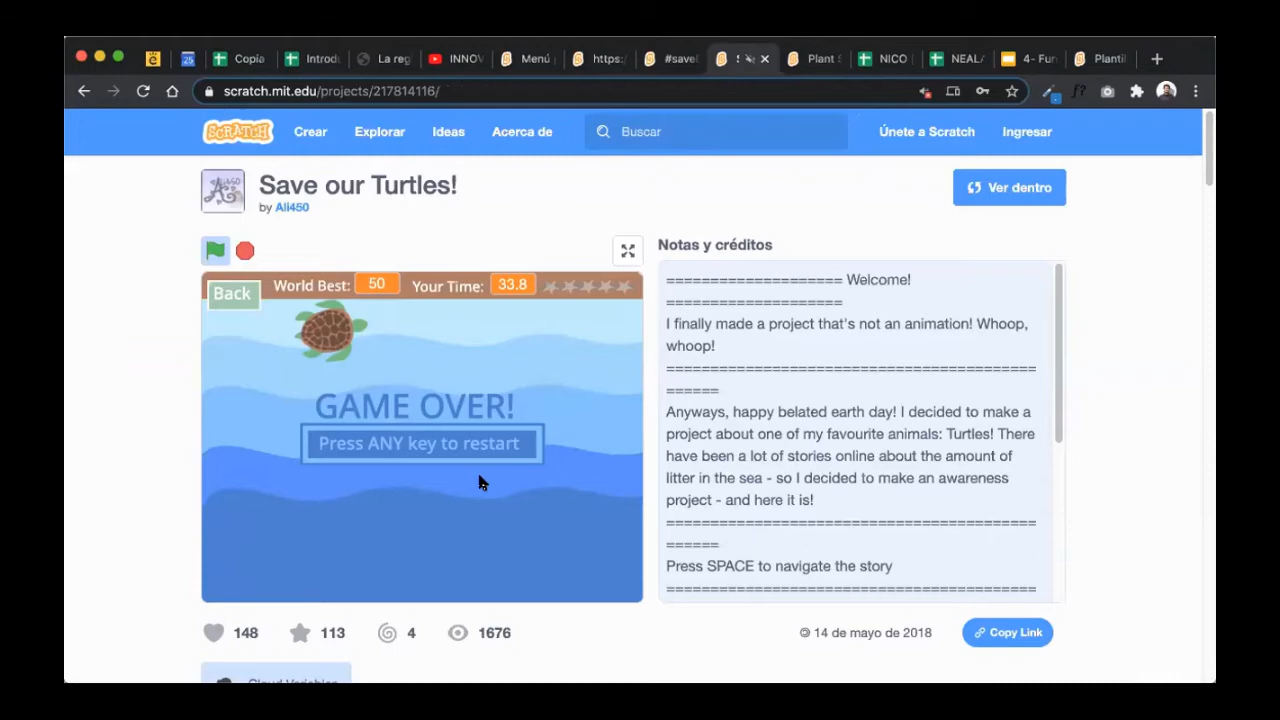 25
Copia
Introdu
La reg
INNOV
Menú
https:/
#savel
S
Plant S
NICO
NEAL/
4- Fun
Plantil
scratch.mit.edu/projects/217814116/
f?
SCRATCH
Crear
Explorar
Ideas
Acerca de
Buscar
Únete a Scratch
Ingresar
Save our Turtles!
by Ali450
Ver dentro
Notas y créditos
Back
World Best: 50
Your Time: 33.8
GAME OVER!
Press ANY key to restart
==================== Welcome!
====================
I finally made a project that's not an animation! Whoop,
whoop!
==========================================
======
Anyways, happy belated earth day! I decided to make a
project about one of my favourite animals: Turtles! There
have been a lot of stories online about the amount of
litter in the sea - so I decided to make an awareness
project - and here it is!
==========================================
======
Press SPACE to navigate the story
==========================================
148
113
4
1676
14 de mayo de 2018
Copy Link
Cloud Variables